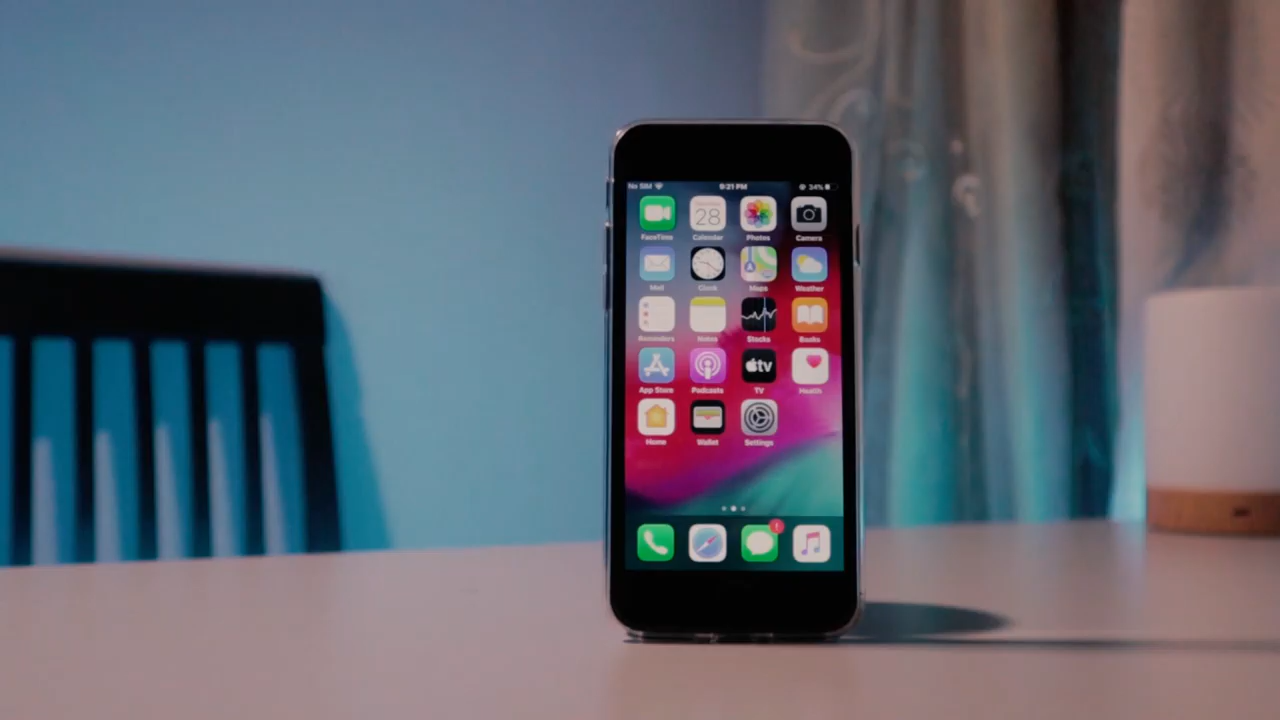 No SIM 9:21 PM 34%
28
FaceTime Calendar Photos Camera
Mail Clock Maps Weather
Reminders Notes Stocks Books
tv
App Store Podcasts TV Health
Home Wallet Settings
!